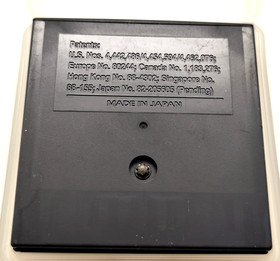 Patents:
U.S. Nos. 4,442,486/4,454,594/4,462,076;
Europe No. 80244; Canada No. 1,183,276;
Hong Kong No. 88-4302; Singapore No.
88-155; Japan No. 82-205605 (Pending)
MADE IN JAPAN